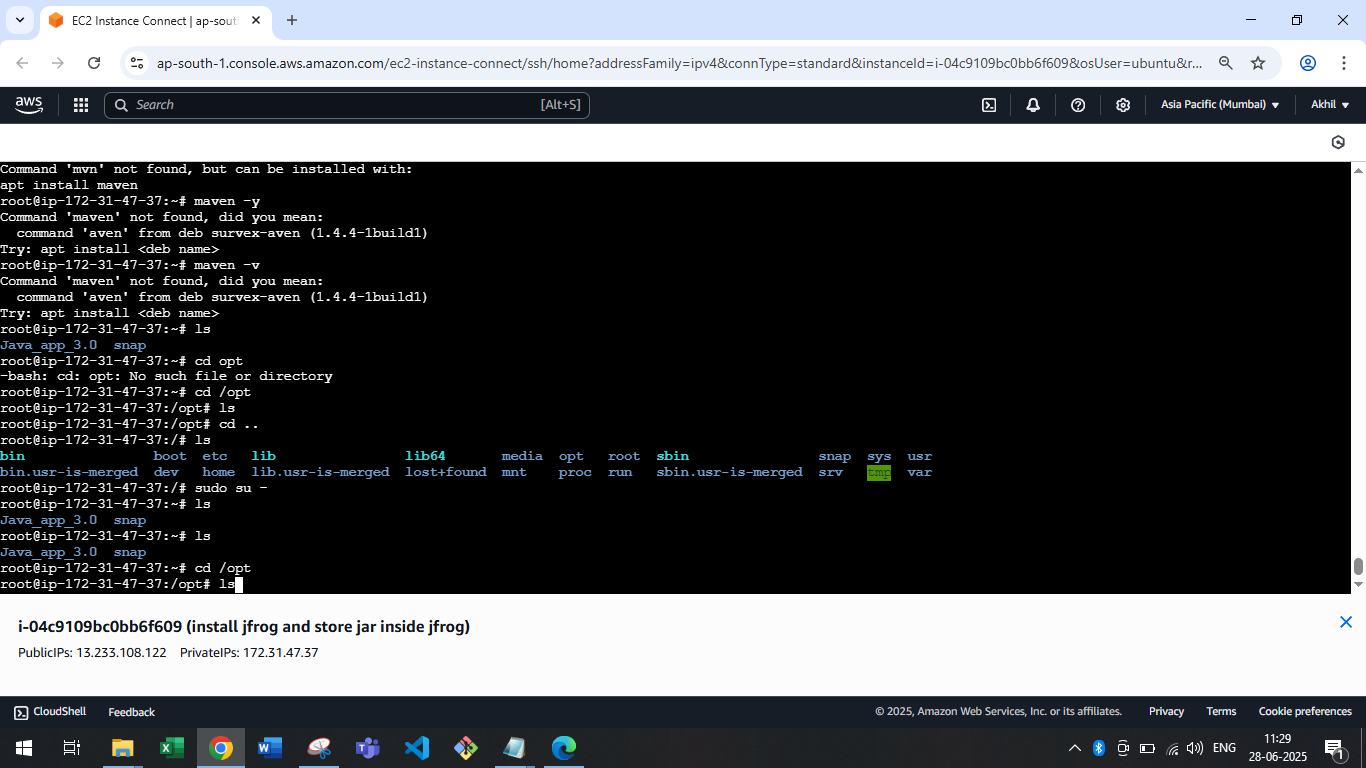 EC2 Instance Connect | ap-sout
ap-south-1.console.aws.amazon.com/ec2-instance-connect/ssh/home?addressFamily=ipv4&connType=standard&instanceId=i-04c9109bc0bb6f609&osUser=ubuntu&r...
aws Search [Alt+S] Asia Pacific (Mumbai) Akhil
Command 'mvn' not found, but can be installed with:
apt install maven
root@ip-172-31-47-37:~# maven -y
Command 'maven' not found, did you mean:
  command 'aven' from deb survex-aven (1.4.4-1build1)
Try: apt install <deb name>
root@ip-172-31-47-37:~# maven -v
Command 'maven' not found, did you mean:
  command 'aven' from deb survex-aven (1.4.4-1build1)
Try: apt install <deb name>
root@ip-172-31-47-37:~# ls
Java_app_3.0  snap
root@ip-172-31-47-37:~# cd opt
-bash: cd: opt: No such file or directory
root@ip-172-31-47-37:~# cd /opt
root@ip-172-31-47-37:/opt# ls
root@ip-172-31-47-37:/opt# cd ..
root@ip-172-31-47-37:/# ls
bin boot etc lib lib64 media opt root sbin snap sys usr
bin.usr-is-merged dev home lib.usr-is-merged lost+found mnt proc run sbin.usr-is-merged srv tmp var
root@ip-172-31-47-37:/# sudo su -
root@ip-172-31-47-37:~# ls
Java_app_3.0  snap
root@ip-172-31-47-37:~# ls
Java_app_3.0  snap
root@ip-172-31-47-37:~# cd /opt
root@ip-172-31-47-37:/opt# ls
i-04c9109bc0bb6f609 (install jfrog and store jar inside jfrog)
PublicIPs: 13.233.108.122 PrivateIPs: 172.31.47.37
CloudShell Feedback © 2025, Amazon Web Services, Inc. or its affiliates. Privacy Terms Cookie preferences
ENG 11:29
28-06-2025 1